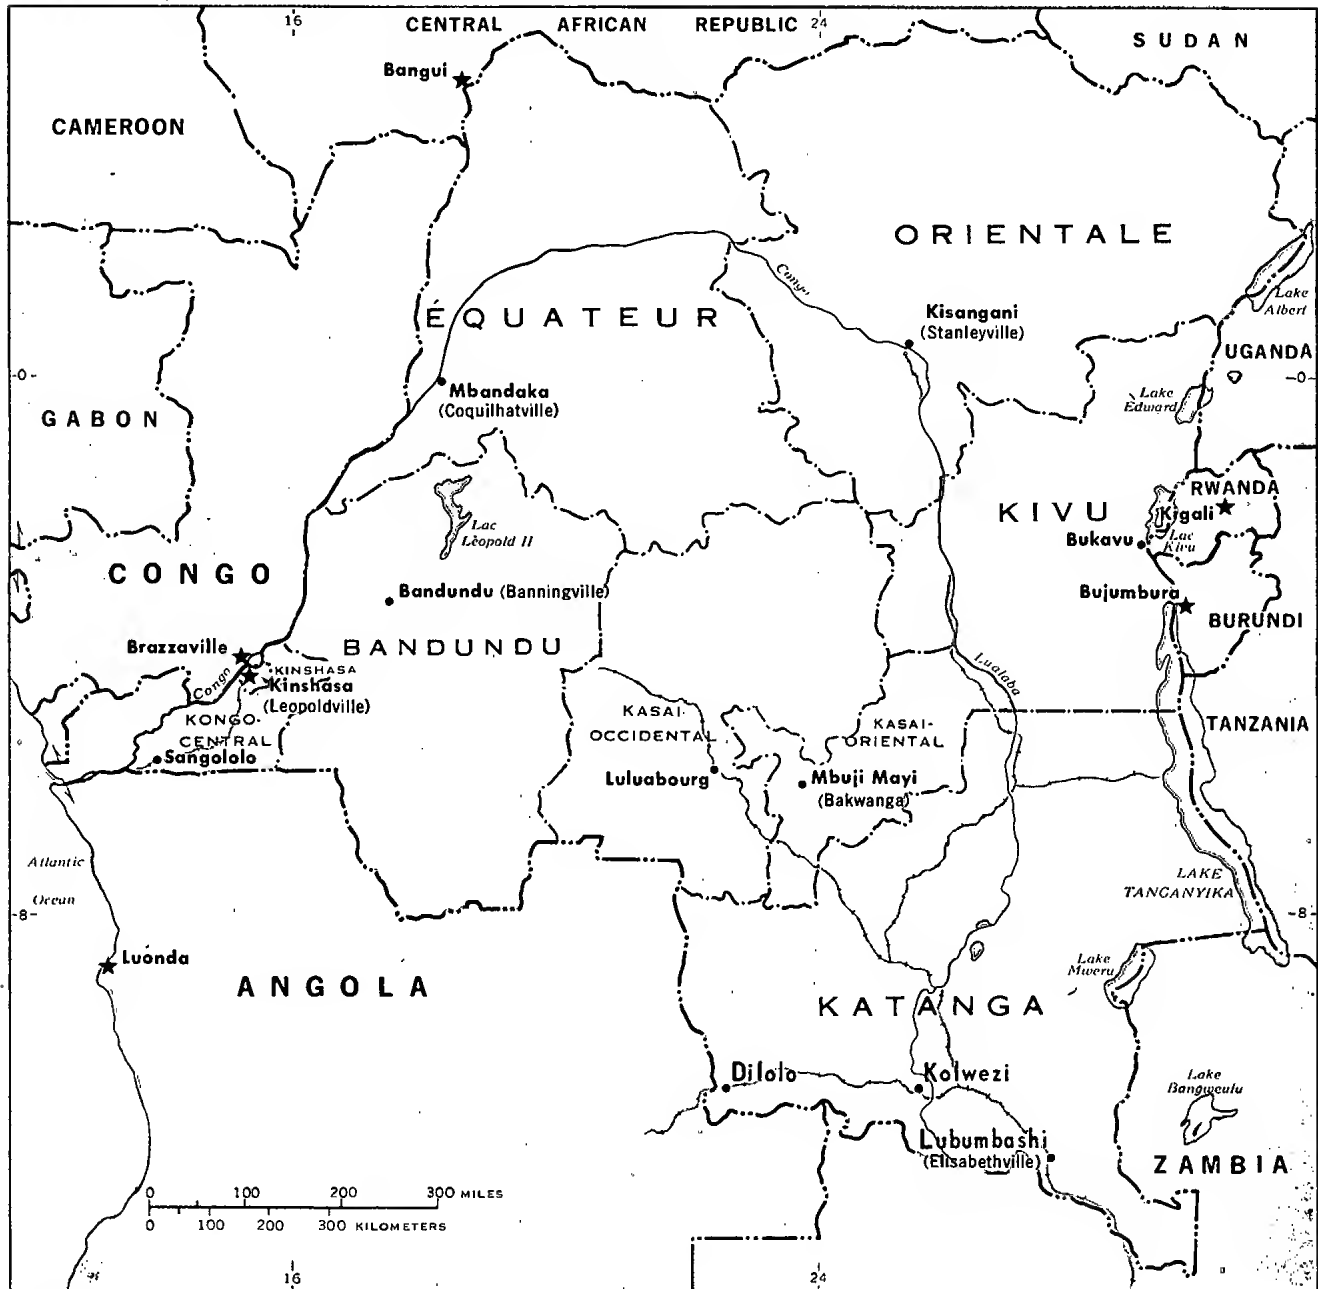 16
24
CENTRAL AFRICAN REPUBLIC
SUDAN
Bangui
CAMEROON
ORIENTALE
Congo
Lake
Albert
ÉQUATEUR
Kisangani
(Stanleyville)
UGANDA
-0-
-0-
Mbandaka
(Coquilhatville)
Lake
Edward
GABON
RWANDA
Kigali
KIVU
Lac
Léopold II
Bukavu
Lac
Kivu
CONGO
Bandundu (Banningville)
Bujumbura
BURUNDI
Brazzaville
BANDUNDU
KINSHASA
Kinshasa
(Leopoldville)
Congo
Lualaba
KONGO-
CENTRAL
KASAI-
OCCIDENTAL
KASAI-
ORIENTAL
TANZANIA
Sangololo
Luluabourg
Mbuji Mayi
(Bakwanga)
Atlantic
Ocean
LAKE
TANGANYIKA
-8-
-8-
Luónda
ANGOLA
Lake
Mweru
KATANGA
Dilolo
Kolwezi
Lake
Bangweulu
Lubumbashi
(Elisabethville)
ZAMBIA
0 100 200 300 MILES
0 100 200 300 KILOMETERS
16
24